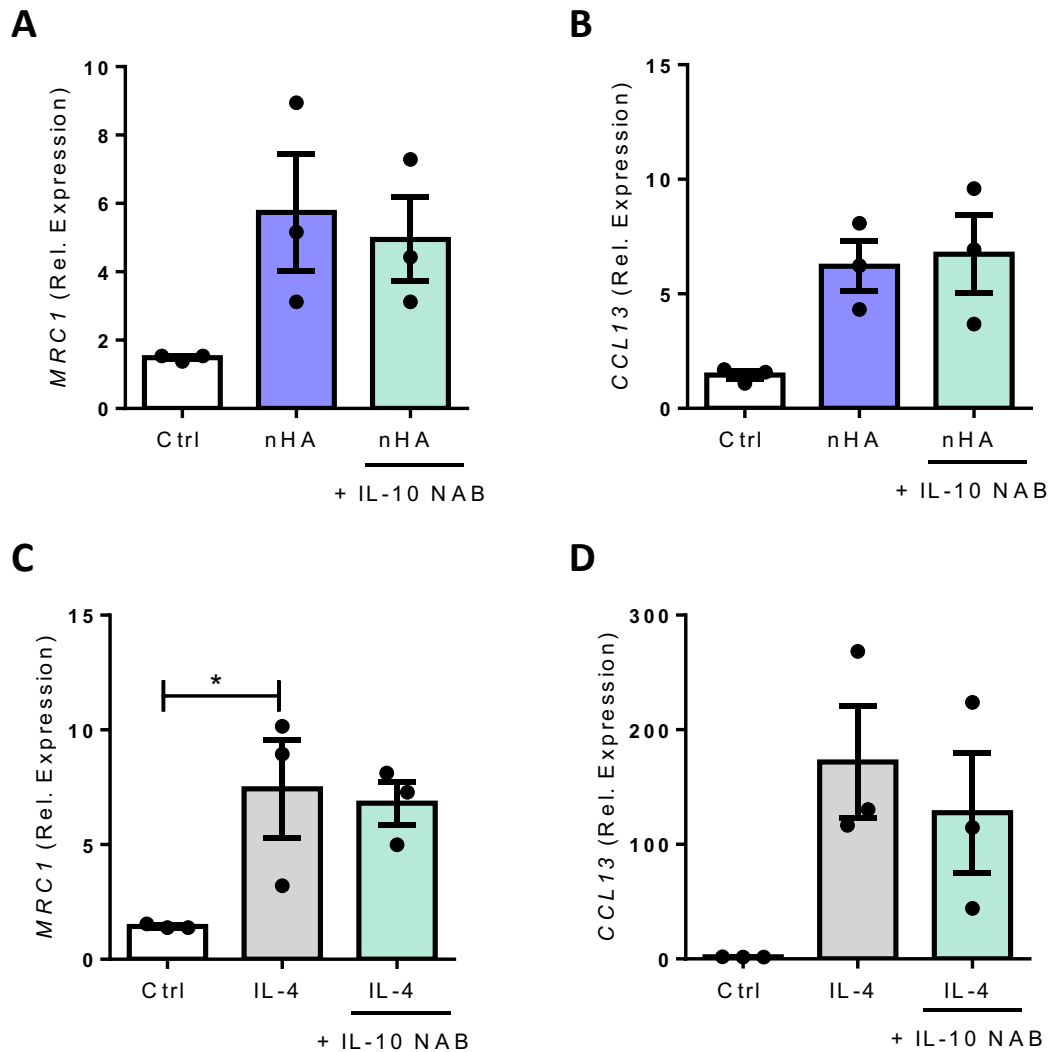 A
MRC1 (Rel. Expression)
10
8
6
4
2
0
Ctrl
nHA
nHA
+ IL-10 NAB
B
CCL13 (Rel. Expression)
15
10
5
0
Ctrl
nHA
nHA
+ IL-10 NAB
C
MRC1 (Rel. Expression)
15
10
5
0
*
Ctrl
IL-4
IL-4
+ IL-10 NAB
D
CCL13 (Rel. Expression)
300
200
100
0
Ctrl
IL-4
IL-4
+ IL-10 NAB